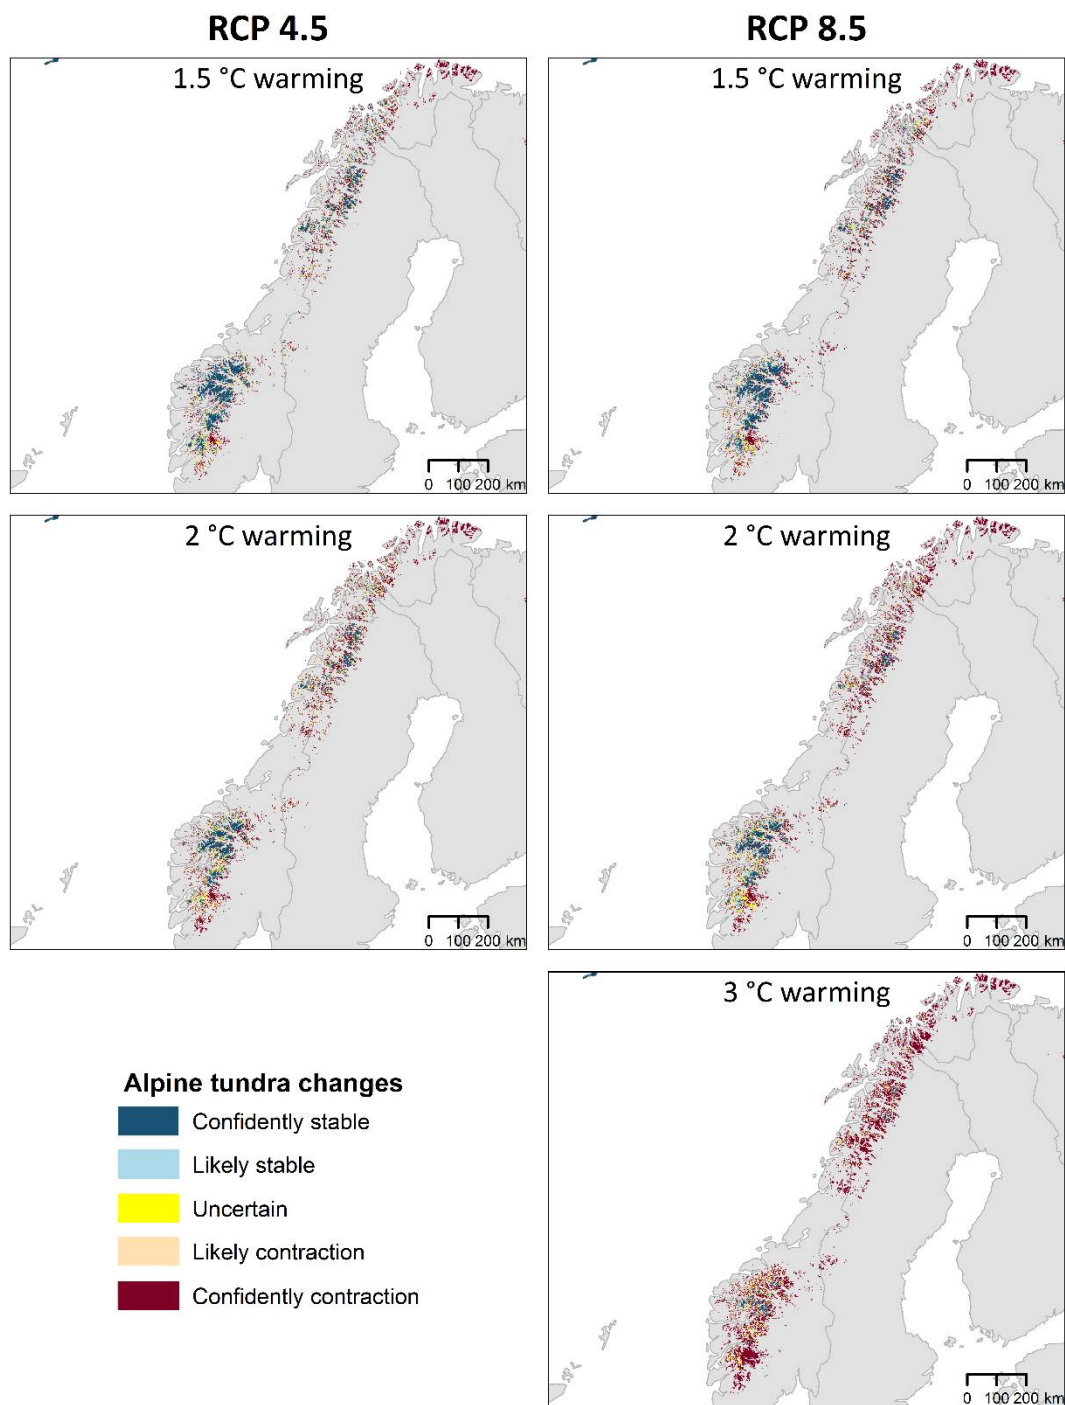 RCP 4.5
RCP 8.5
1.5 °C warming
1.5 °C warming
0 100 200 km
0 100 200 km
2 °C warming
2 °C warming
0 100 200 km
0 100 200 km
3 °C warming
Alpine tundra changes
Confidently stable
Likely stable
Uncertain
Likely contraction
Confidently contraction
0 100 200 km